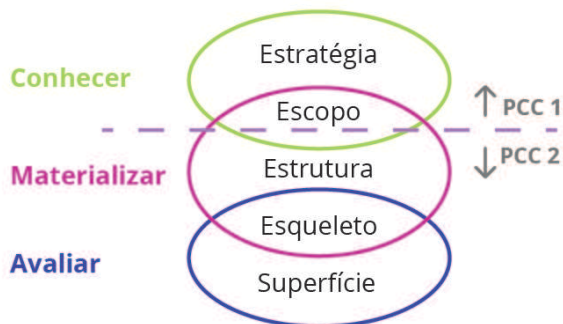 Estratégia
Conhecer
Escopo
PCC 1
Estrutura
PCC 2
Materializar
Esqueleto
Avaliar
Superfície